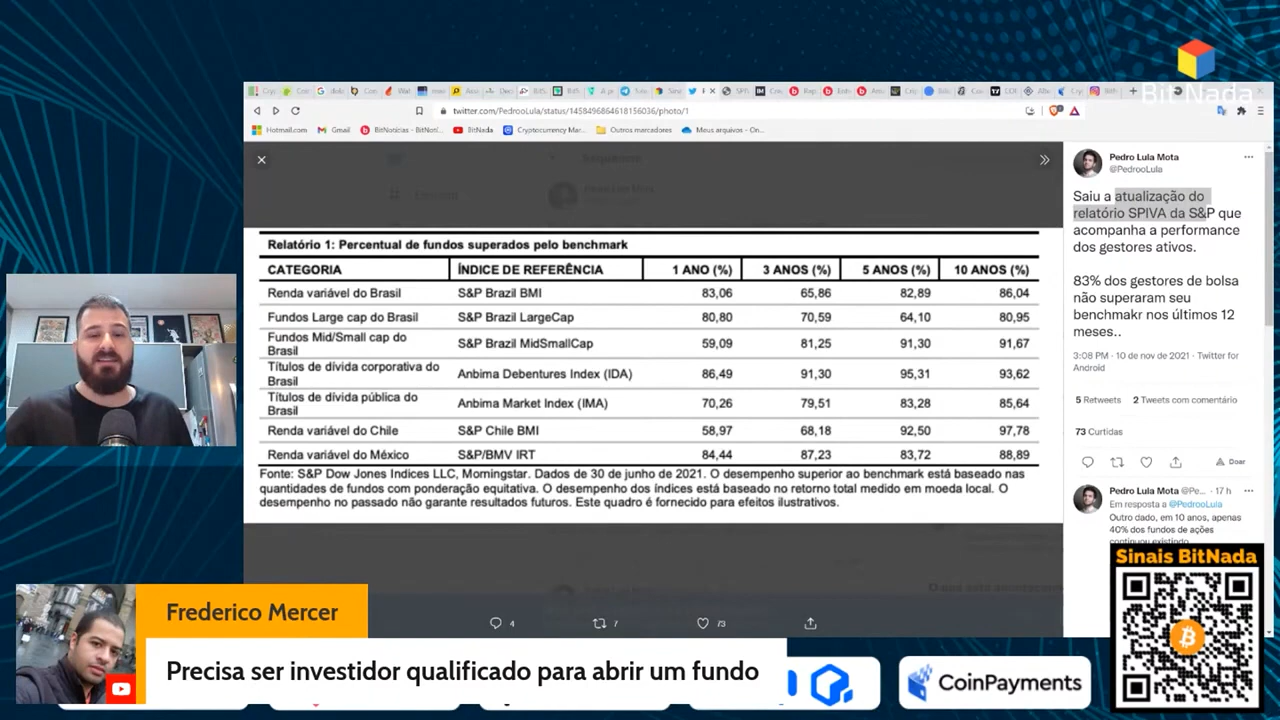 Bit Nada
twitter.com/PedrooLula/status/1458496864618156036/photo/1
Hotmail.com
Gmail
BitNotícias - BitNotí...
BitNada
Cryptocurrency Mar...
Outros marcadores
Meus arquivos - On...
Relatório 1: Percentual de fundos superados pelo benchmark
CATEGORIA ÍNDICE DE REFERÊNCIA 1 ANO (%) 3 ANOS (%) 5 ANOS (%) 10 ANOS (%)
Renda variável do Brasil S&P Brazil BMI 83,06 65,86 82,89 86,04
Fundos Large cap do Brasil S&P Brazil LargeCap 80,80 70,59 64,10 80,95
Fundos Mid/Small cap do
Brasil S&P Brazil MidSmallCap 59,09 81,25 91,30 91,67
Títulos de dívida corporativa do
Brasil Anbima Debentures Index (IDA) 86,49 91,30 95,31 93,62
Títulos de dívida pública do
Brasil Anbima Market Index (IMA) 70,26 79,51 83,28 85,64
Renda variável do Chile S&P Chile BMI 58,97 68,18 92,50 97,78
Renda variável do México S&P/BMV IRT 84,44 87,23 83,72 88,89
Fonte: S&P Dow Jones Indices LLC, Morningstar. Dados de 30 de junho de 2021. O desempenho superior ao benchmark está baseado nas
quantidades de fundos com ponderação equitativa. O desempenho dos índices está baseado no retorno total medido em moeda local. O
desempenho no passado não garante resultados futuros. Este quadro é fornecido para efeitos ilustrativos.
4
7
73
Pedro Lula Mota
@PedrooLula
Saiu a atualização do
relatório SPIVA da S&P que
acompanha a performance
dos gestores ativos.
83% dos gestores de bolsa
não superaram seu
benchmakr nos últimos 12
meses..
3:08 PM · 10 de nov de 2021 · Twitter for
Android
5 Retweets 2 Tweets com comentário
73 Curtidas
Doar
Pedro Lula Mota @Pe... · 17 h
Em resposta a @PedrooLula
Outro dado, em 10 anos, apenas
40% dos fundos de ações
continuou existindo
Sinais BitNada
Frederico Mercer
Precisa ser investidor qualificado para abrir um fundo
CoinPayments